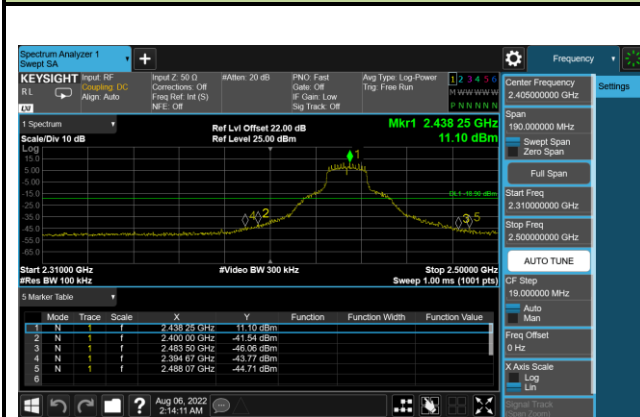 Spectrum Analyzer 1
Swept SA
+
Frequency
KEYSIGHT
R L
Input: RF
Coupling: DC
Align: Auto
Input Z: 50 Ω
Corrections: Off
Freq Ref: Int (S)
NFE: Off
#Atten: 20 dB
PNO: Fast
Gate: Off
IF Gain: Low
Sig Track: Off
Avg Type: Log-Power
Trig: Free Run
1 2 3 4 5 6
M W W W W W
P N N N N N
1 Spectrum
Scale/Div 10 dB
Ref Lvl Offset 22.00 dB
Ref Level 25.00 dBm
Mkr1 2.438 25 GHz
11.10 dBm
Log
15.0
5.00
-5.00
-15.0
-25.0
-35.0
-45.0
-55.0
-65.0
1
4
2
3
5
Start 2.31000 GHz
#Res BW 100 kHz
#Video BW 300 kHz
Stop 2.50000 GHz
Sweep 1.00 ms (1001 pts)
5 Marker Table
Mode Trace Scale X Y Function Function Width Function Value
1 N 1 f 2.438 25 GHz 11.10 dBm
2 N 1 f 2.400 00 GHz -41.54 dBm
3 N 1 f 2.483 50 GHz -46.06 dBm
4 N 1 f 2.394 67 GHz -43.77 dBm
5 N 1 f 2.488 07 GHz -44.71 dBm
6
Aug 06, 2022
2:14:11 AM
Center Frequency
2.405000000 GHz
Span
190.000000 MHz
Swept Span
Zero Span
Full Span
Start Freq
2.310000000 GHz
Stop Freq
2.500000000 GHz
AUTO TUNE
CF Step
19.000000 MHz
Auto
Man
Freq Offset
0 Hz
X Axis Scale
Log
Lin
Signal Track
(Span Zoom)
Settings